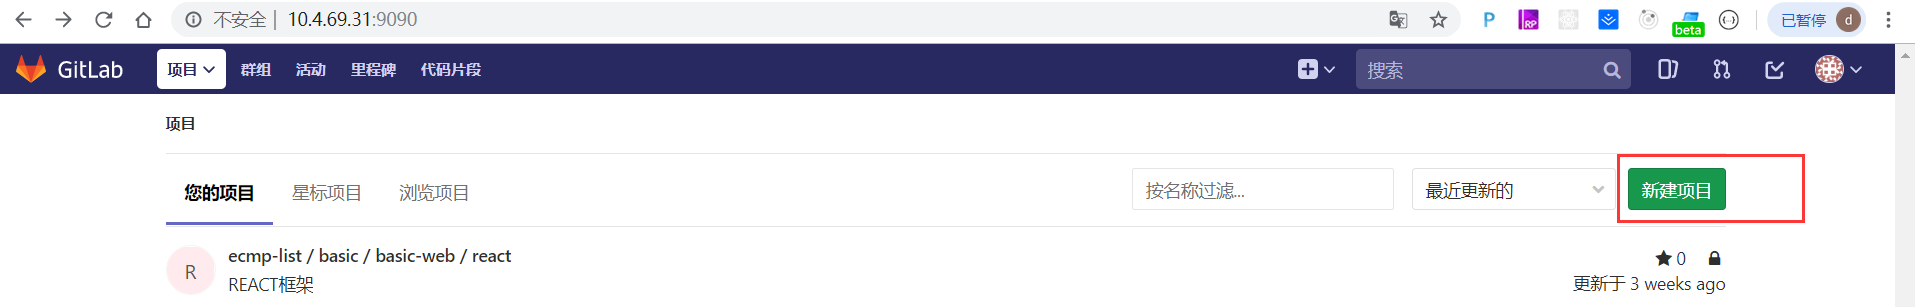 不安全 | 10.4.69.31:9090
P RP beta 已暂停 d
GitLab 项目 群组 活动 里程碑 代码片段 搜索
项目
您的项目 星标项目 浏览项目 按名称过滤... 最近更新的 新建项目
R ecmp-list / basic / basic-web / react 0
REACT框架 更新于 3 weeks ago